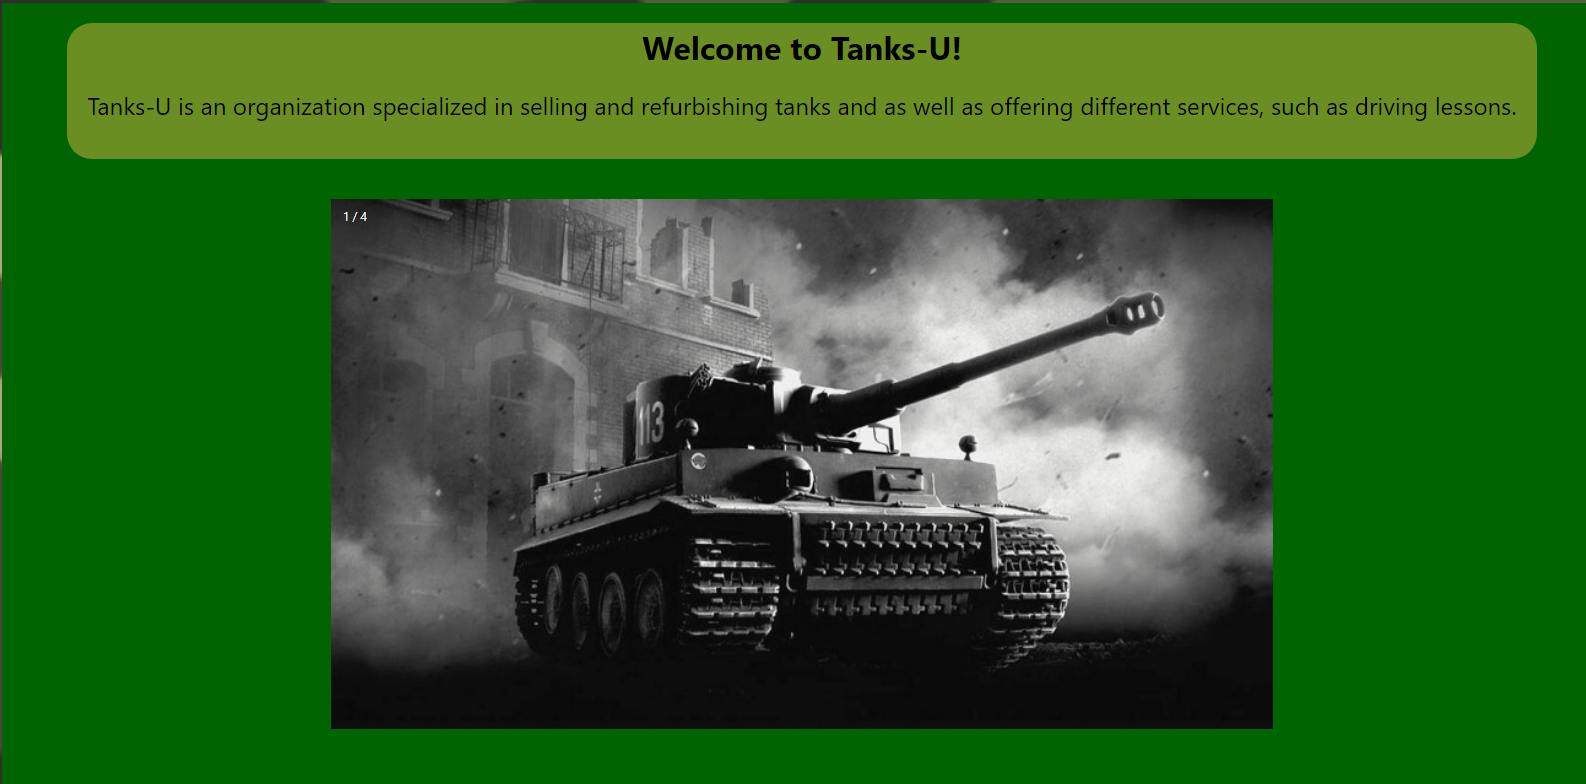 Welcome to Tanks-U!
Tanks-U is an organization specialized in selling and refurbishing tanks and as well as offering different services, such as driving lessons.
1 / 4
113